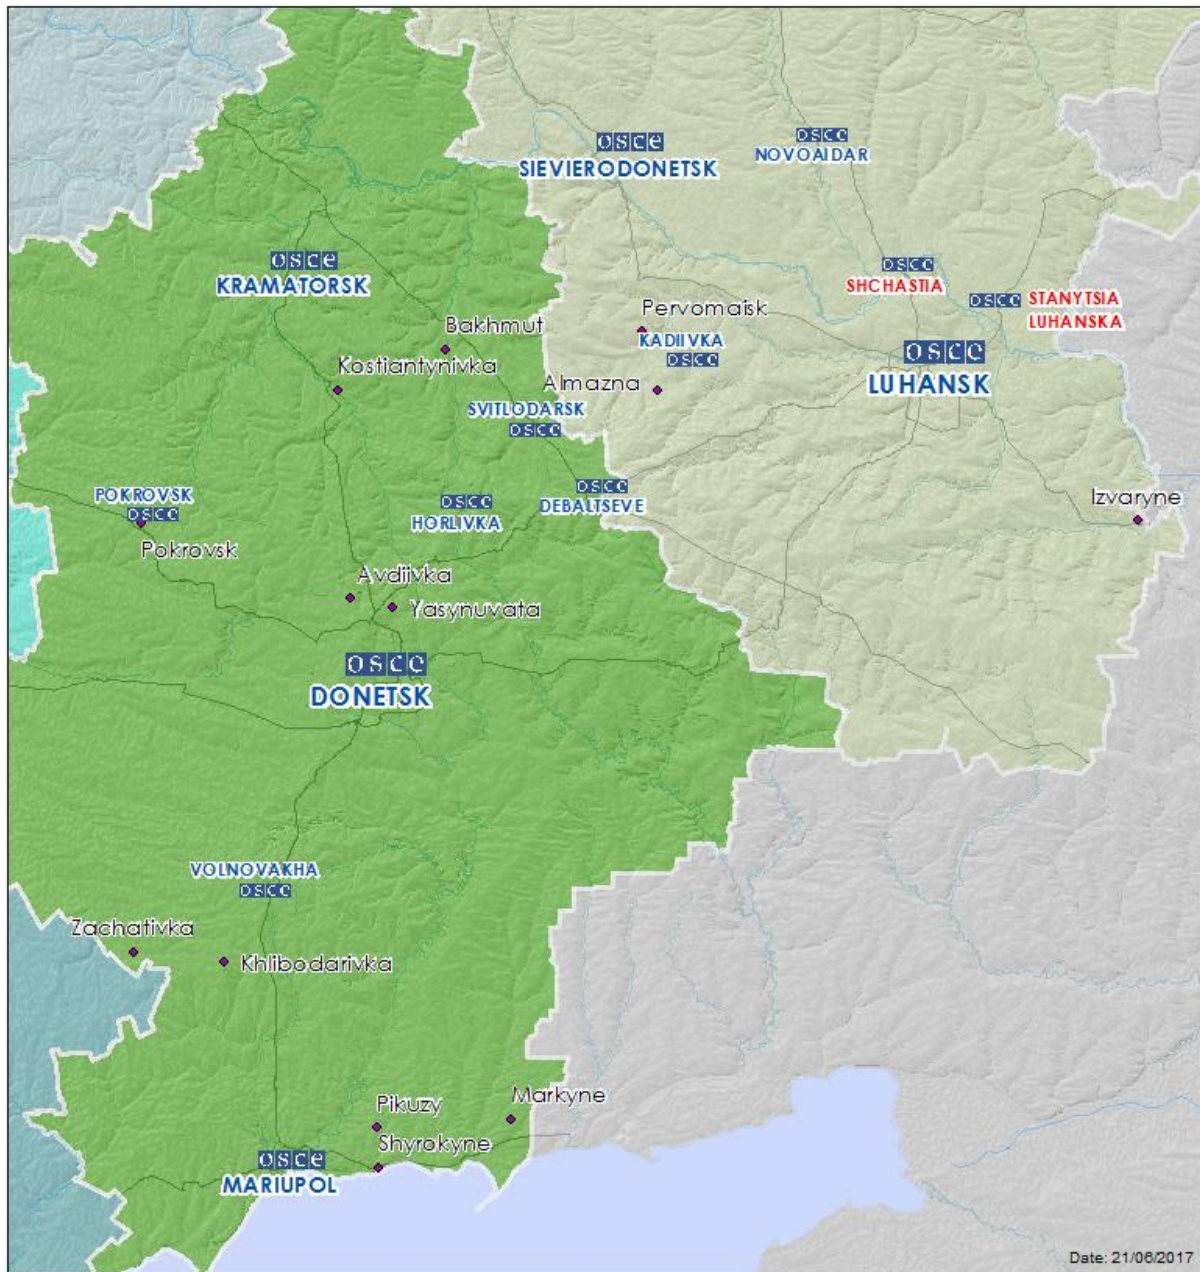 osce
SIEVIERODONETSK
osce
NOVOAIDAR
osce
KRAMATORSK
osce
SHCHASTIA
osce
STANYTSIA
LUHANSKA
Pervomaisk
KADIIVKA
osce
Bakhmut
osce
LUHANSK
Kostiantynivka
Almazna
SVITLODARSK
osce
POKROVSK
osce
Pokrovsk
osce
HORLIVKA
osce
DEBALTSEVE
Izvaryne
Avdiivka
Yasynuvata
osce
DONETSK
VOLNOVAKHA
osce
Zachativka
Khlibodarivka
Pikuzy
Markyne
Shyrokyne
osce
MARIUPOL
Date: 21/06/2017